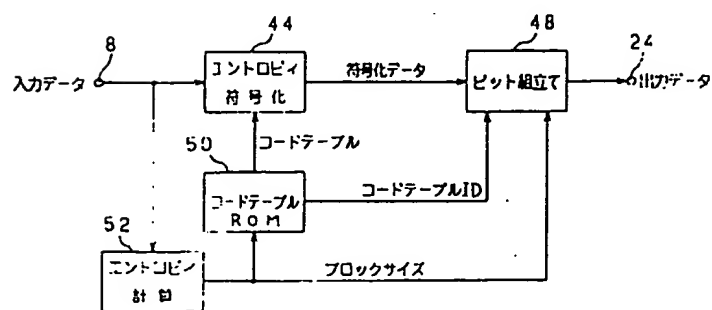 44
48
24
8
入力データ
エントロピィ
符号化
符号化データ
ビット組立て
出力データ
コードテーブル
50
コードテーブル
ROM
コードテーブルID
52
エントロピィ
計算
ブロックサイズ